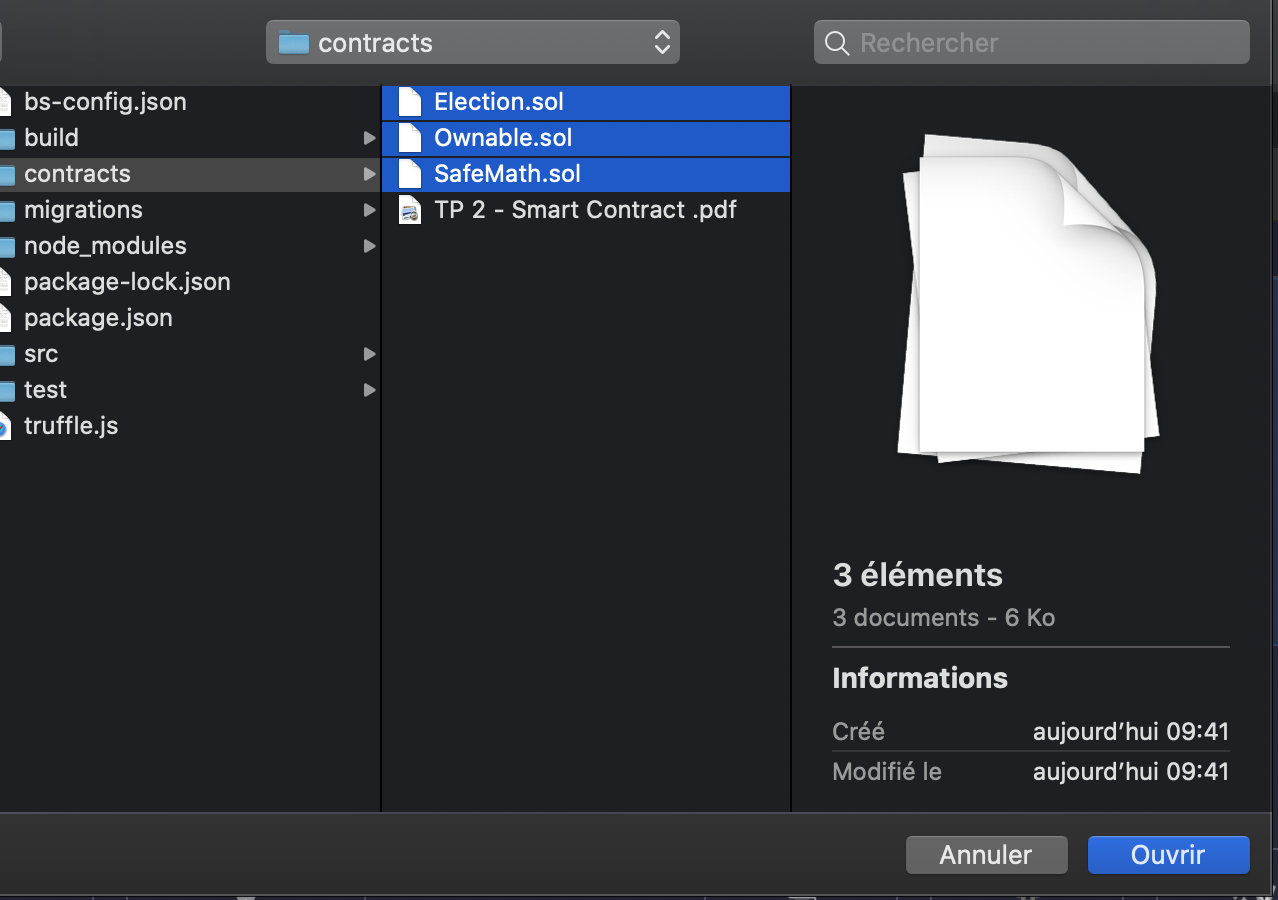 contracts
Rechercher
bs-config.json
build
contracts
migrations
node_modules
package-lock.json
package.json
src
test
truffle.js
Election.sol
Ownable.sol
SafeMath.sol
TP 2 - Smart Contract .pdf
3 éléments
3 documents - 6 Ko
Informations
Créé aujourd’hui 09:41
Modifié le aujourd’hui 09:41
Annuler
Ouvrir